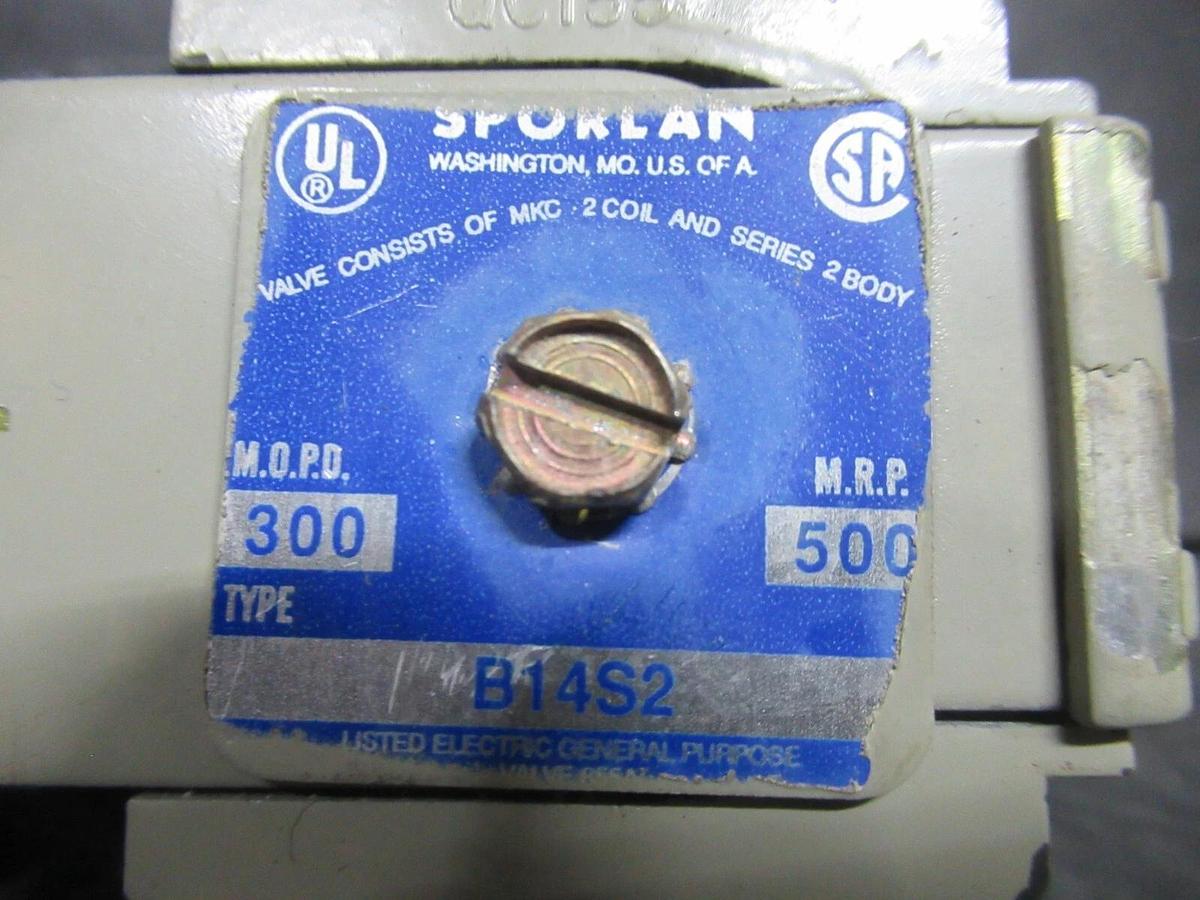 SPORLAN
UL ®
WASHINGTON, MO. U.S. OF A.
SA
VALVE CONSISTS OF MKC - 2 COIL AND SERIES 2 BODY
M.O.P.D.
M.R.P.
300
500
TYPE
B14S2
LISTED ELECTRIC GENERAL PURPOSE
VALVE